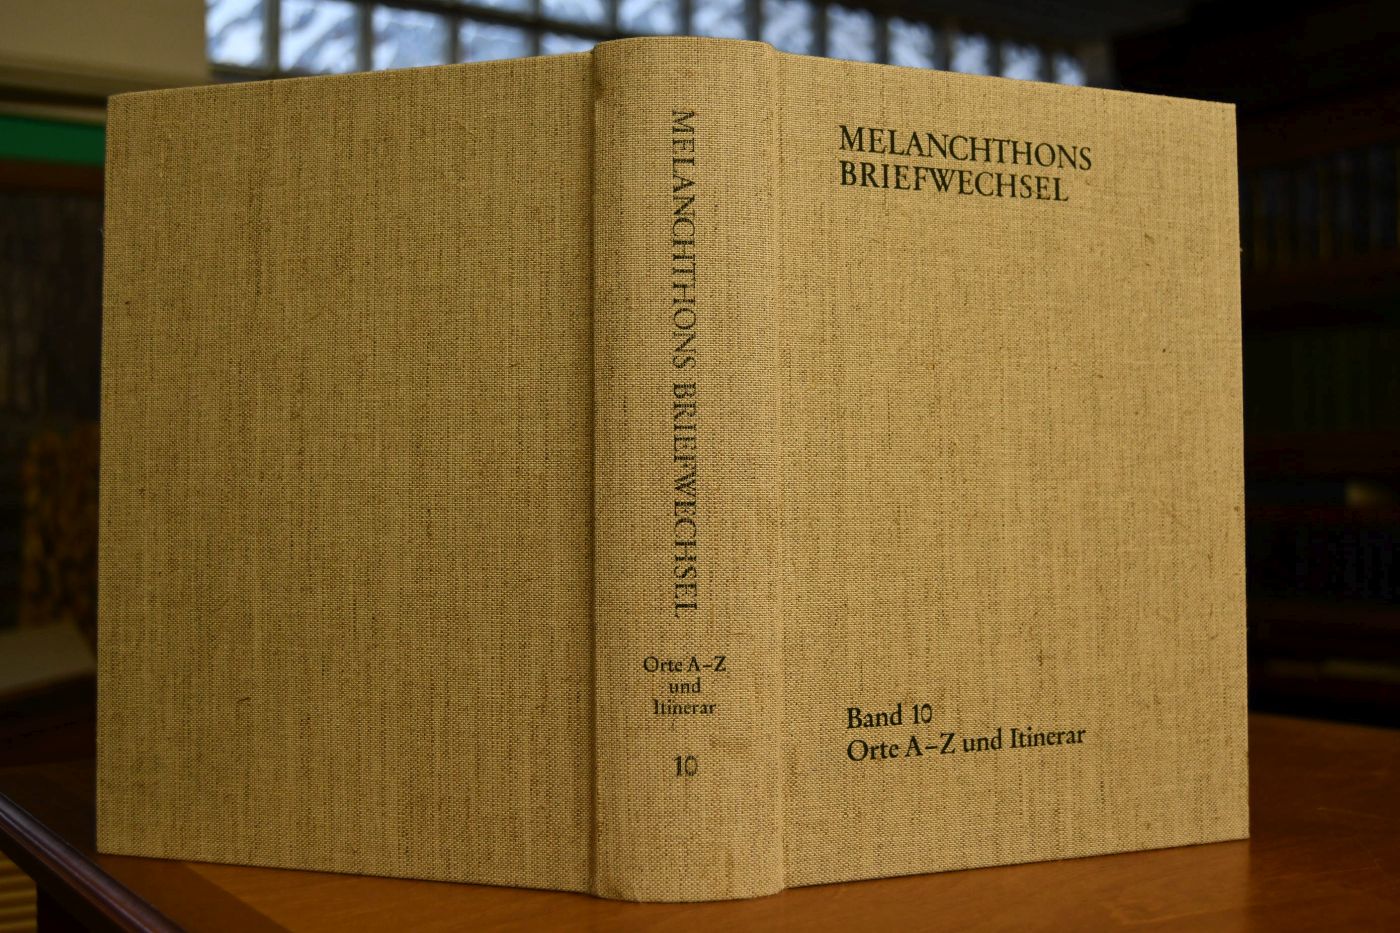 MELANCHTHONS BRIEFWECHSEL
Orte A–Z
und
Itinerar
10
MELANCHTHONS
BRIEFWECHSEL
Band 10
Orte A–Z und Itinerar